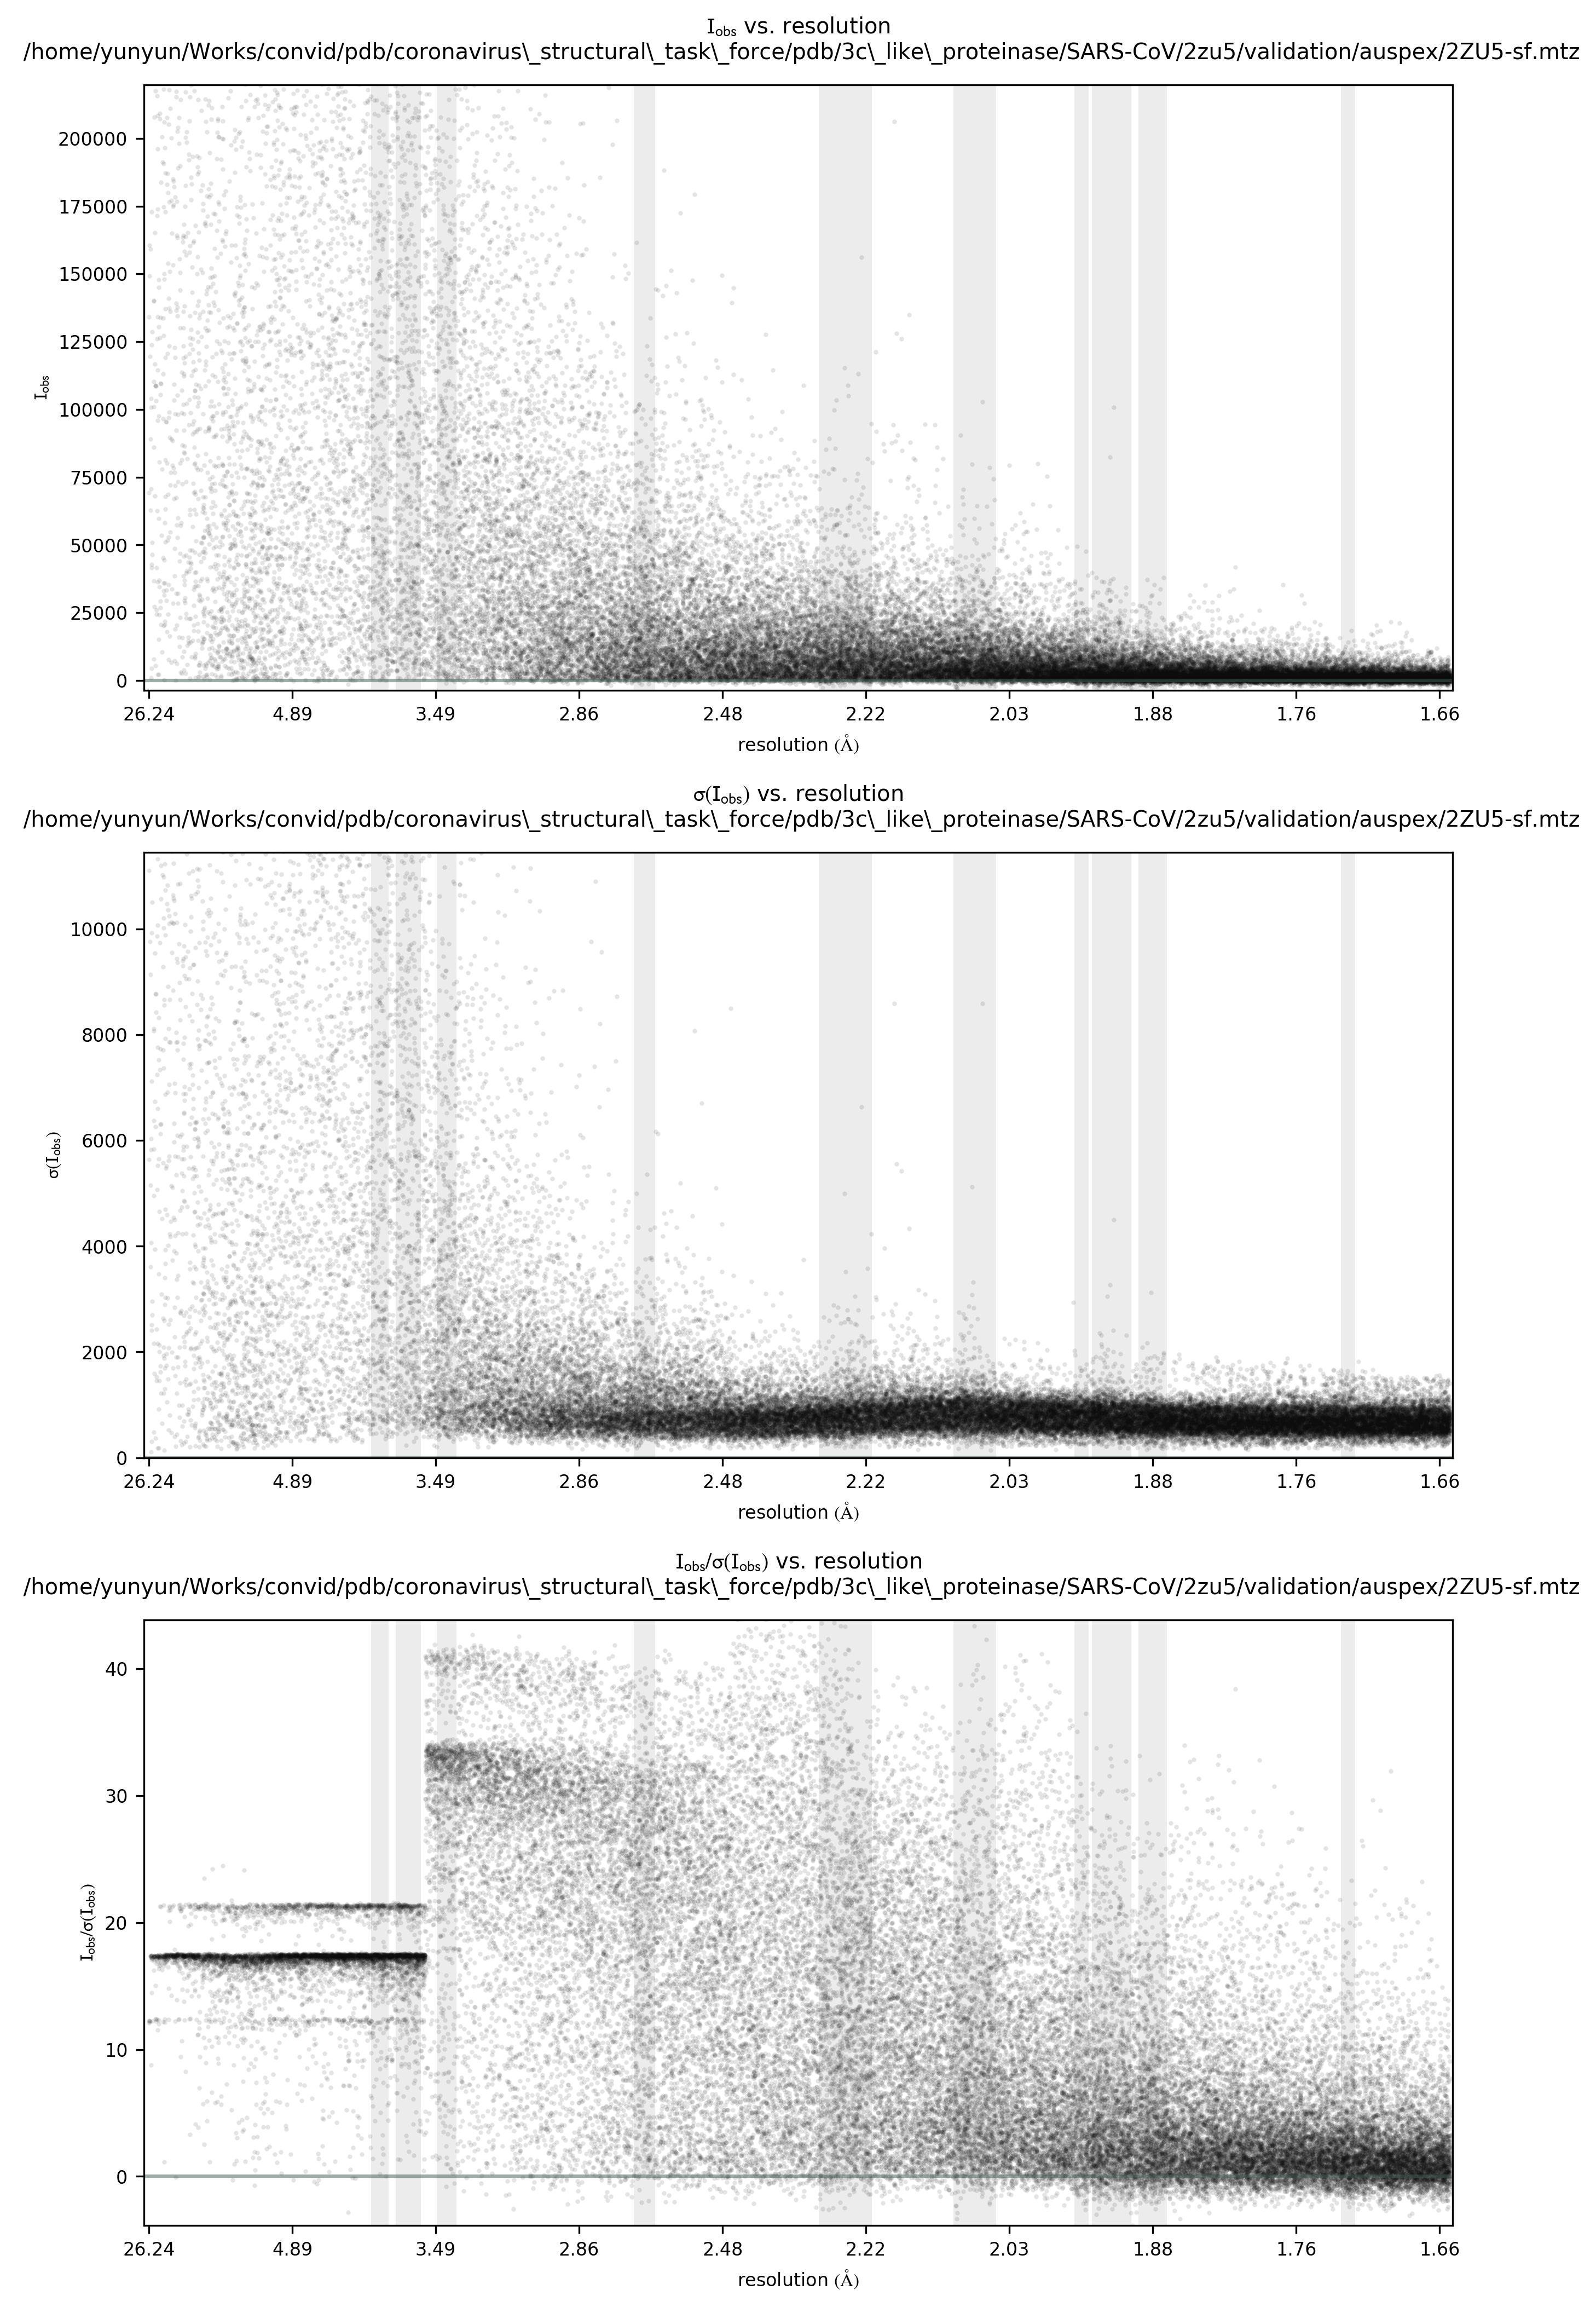 Iobs vs. resolution
/home/yunyun/Works/convid/pdb/coronavirus\_structural\_task\_force/pdb/3c\_like\_proteinase/SARS-CoV/2zu5/validation/auspex/2ZU5-sf.mtz
Iobs
200000
175000
150000
125000
100000
75000
50000
25000
0
26.24 4.89 3.49 2.86 2.48 2.22 2.03 1.88 1.76 1.66
resolution (Å)
σ(Iobs) vs. resolution
/home/yunyun/Works/convid/pdb/coronavirus\_structural\_task\_force/pdb/3c\_like\_proteinase/SARS-CoV/2zu5/validation/auspex/2ZU5-sf.mtz
σ(Iobs)
10000
8000
6000
4000
2000
0
26.24 4.89 3.49 2.86 2.48 2.22 2.03 1.88 1.76 1.66
resolution (Å)
Iobs/σ(Iobs) vs. resolution
/home/yunyun/Works/convid/pdb/coronavirus\_structural\_task\_force/pdb/3c\_like\_proteinase/SARS-CoV/2zu5/validation/auspex/2ZU5-sf.mtz
Iobs/σ(Iobs)
40
30
20
10
0
26.24 4.89 3.49 2.86 2.48 2.22 2.03 1.88 1.76 1.66
resolution (Å)